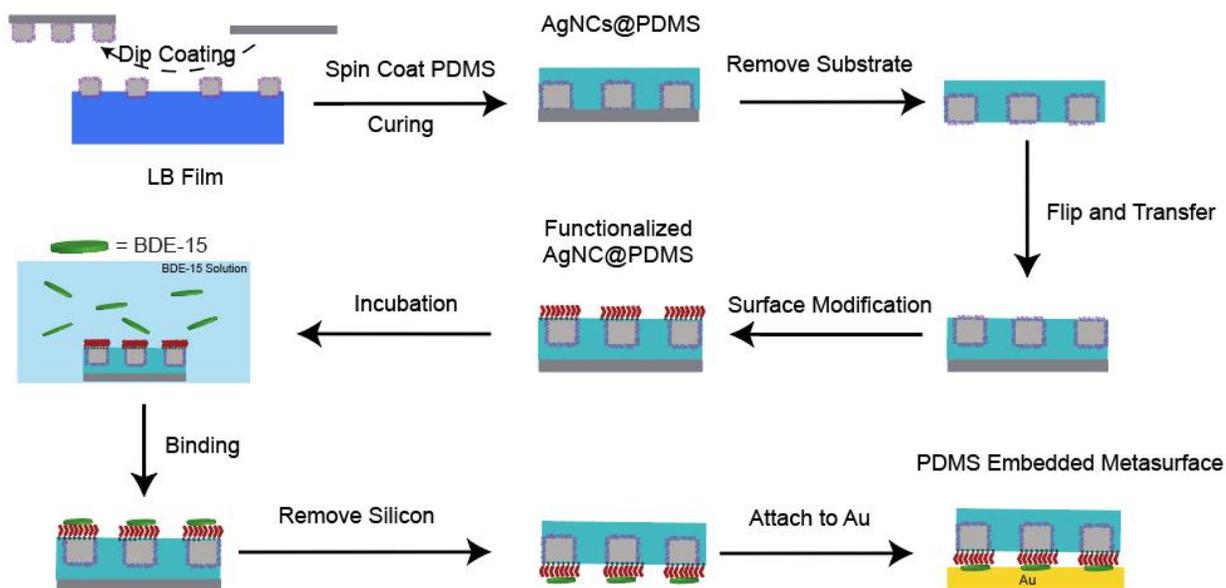 Dip Coating
LB Film
Spin Coat PDMS
Curing
AgNCs@PDMS
Remove Substrate
Flip and Transfer
Surface Modification
Functionalized
AgNC@PDMS
Incubation
= BDE-15
BDE-15 Solution
Binding
Remove Silicon
Attach to Au
PDMS Embedded Metasurface
Au